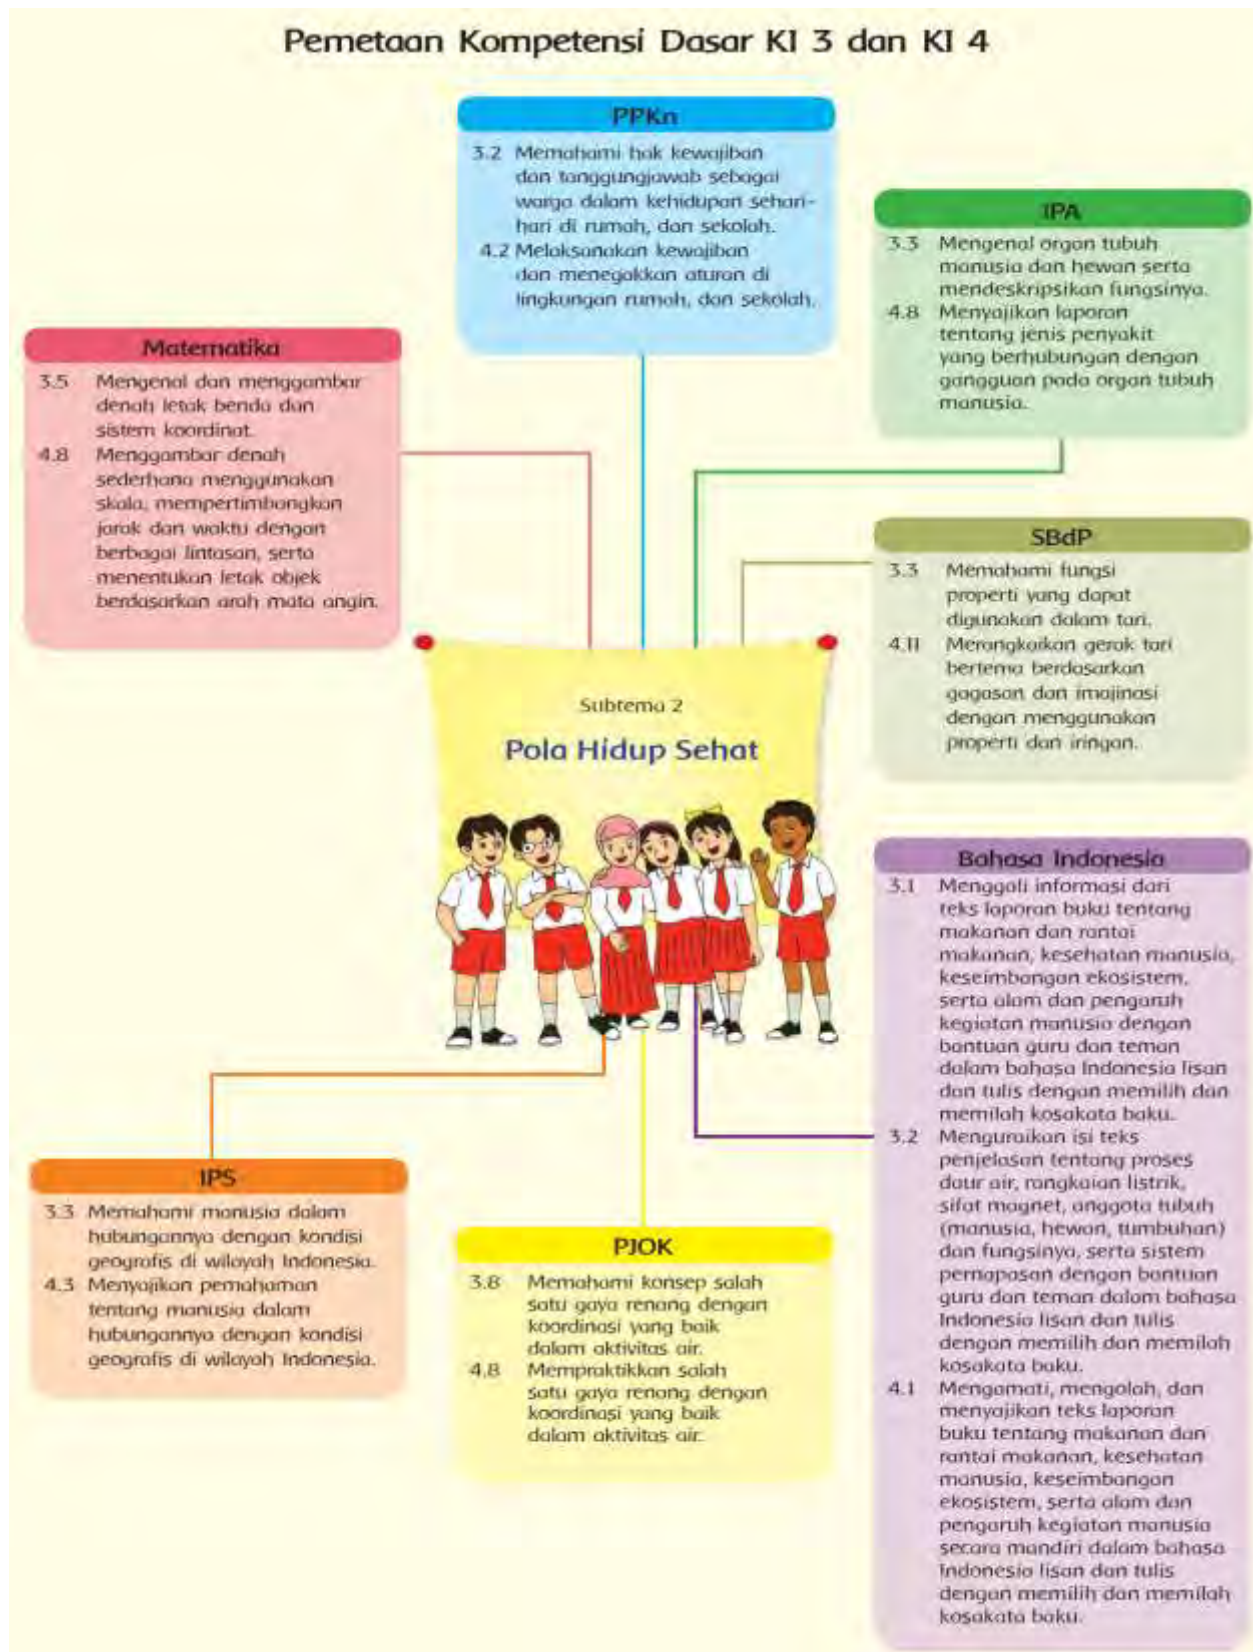 Pemetaan Kompetensi Dasar KI 3 dan KI 4
PPKn
3.2 Memahami hak kewajiban
dan tanggungjawab sebagai
warga dalam kehidupan sehari-
hari di rumah, dan sekolah.
4.2 Melaksanakan kewajiban
dan menegakkan aturan di
lingkungan rumah, dan sekolah.
IPA
3.3 Mengenal organ tubuh
manusia dan hewan serta
mendeskripsikan fungsinya.
4.8 Menyajikan laporan
tentang jenis penyakit
yang berhubungan dengan
gangguan pada organ tubuh
manusia.
Matematika
3.5 Mengenal dan menggambar
denah letak benda dan
sistem koordinat.
4.8 Menggambar denah
sederhana menggunakan
skala, mempertimbangkan
jarak dan waktu dengan
berbagai lintasan, serta
menentukan letak objek
berdasarkan arah mata angin.
SBdP
3.3 Memahami fungsi
properti yang dapat
digunakan dalam tari.
4.11 Merangkaikan gerak tari
bertema berdasarkan
gagasan dan imajinasi
dengan menggunakan
properti dan iringan.
Subtema 2
Pola Hidup Sehat
Bahasa Indonesia
3.1 Menggali informasi dari
teks laporan buku tentang
makanan dan rantai
makanan, kesehatan manusia,
keseimbangan ekosistem,
serta alam dan pengaruh
kegiatan manusia dengan
bantuan guru dan teman
dalam bahasa Indonesia lisan
dan tulis dengan memilih dan
memilah kosakata baku.
3.2 Menguraikan isi teks
penjelasan tentang proses
daur air, rangkaian listrik,
sifat magnet, anggota tubuh
(manusia, hewan, tumbuhan)
dan fungsinya, serta sistem
pernapasan dengan bantuan
guru dan teman dalam bahasa
Indonesia lisan dan tulis
dengan memilih dan memilah
kosakata baku.
4.1 Mengamati, mengolah, dan
menyajikan teks laporan
buku tentang makanan dan
rantai makanan, kesehatan
manusia, keseimbangan
ekosistem, serta alam dan
pengaruh kegiatan manusia
secara mandiri dalam bahasa
Indonesia lisan dan tulis
dengan memilih dan memilah
kosakata baku.
IPS
3.3 Memahami manusia dalam
hubungannya dengan kondisi
geografis di wilayah Indonesia.
4.3 Menyajikan pemahaman
tentang manusia dalam
hubungannya dengan kondisi
geografis di wilayah Indonesia.
PJOK
3.8 Memahami konsep salah
satu gaya renang dengan
koordinasi yang baik
dalam aktivitas air.
4.8 Mempraktikkan salah
satu gaya renang dengan
koordinasi yang baik
dalam aktivitas air.